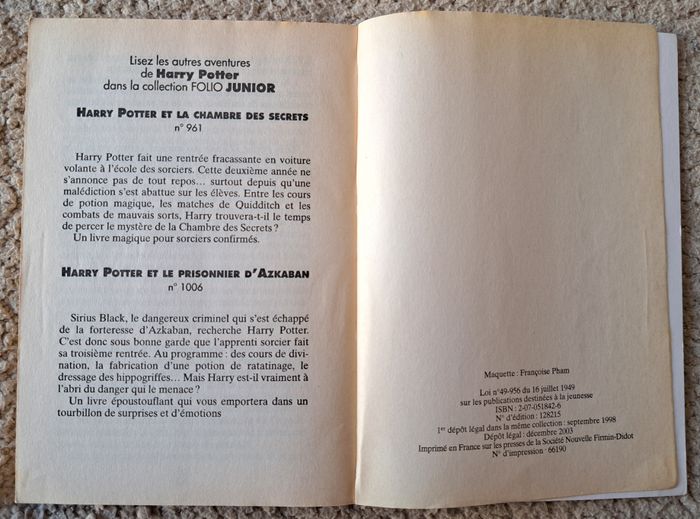 Lisez les autres aventures
de Harry Potter
dans la collection FOLIO JUNIOR
HARRY POTTER ET LA CHAMBRE DES SECRETS
n° 961
Harry Potter fait une rentrée fracassante en voiture
volante à l'école des sorciers. Cette deuxième année ne
s'annonce pas de tout repos... surtout depuis qu'une
malédiction s'est abattue sur les élèves. Entre les cours
de potion magique, les matches de Quidditch et les
combats de mauvais sorts, Harry trouvera-t-il le temps
de percer le mystère de la Chambre des Secrets ?
Un livre magique pour sorciers confirmés.
HARRY POTTER ET LE PRISONNIER D'AZKABAN
n° 1006
Sirius Black, le dangereux criminel qui s'est échappé
de la forteresse d'Azkaban, recherche Harry Potter.
C'est donc sous bonne garde que l'apprenti sorcier fait
sa troisième rentrée. Au programme : des cours de divi-
nation, la fabrication d'une potion de ratatinage, le
dressage des hippogriffes... Mais Harry est-il vraiment à
l'abri du danger qui le menace ?
Un livre époustouflant qui vous emportera dans un
tourbillon de surprises et d'émotions
Maquette : Françoise Pham
Loi n°49-956 du 16 juillet 1949
sur les publications destinées à la jeunesse
ISBN : 2-07-051842-6
N° d'édition : 128215
1er dépôt légal dans la même collection : septembre 1998
Dépôt légal : décembre 2003
Imprimé en France sur les presses de la Société Nouvelle Firmin-Didot
N° d'impression : 66190